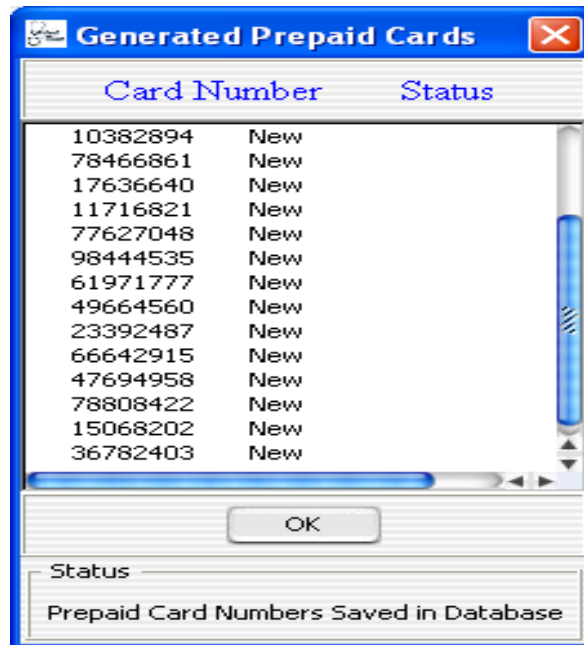 Generated Prepaid Cards
Card Number Status
10382894 New
78466861 New
17636640 New
11716821 New
77627048 New
98444535 New
61971777 New
49664560 New
23392487 New
66642915 New
47694958 New
78808422 New
15068202 New
36782403 New
OK
Status
Prepaid Card Numbers Saved in Database